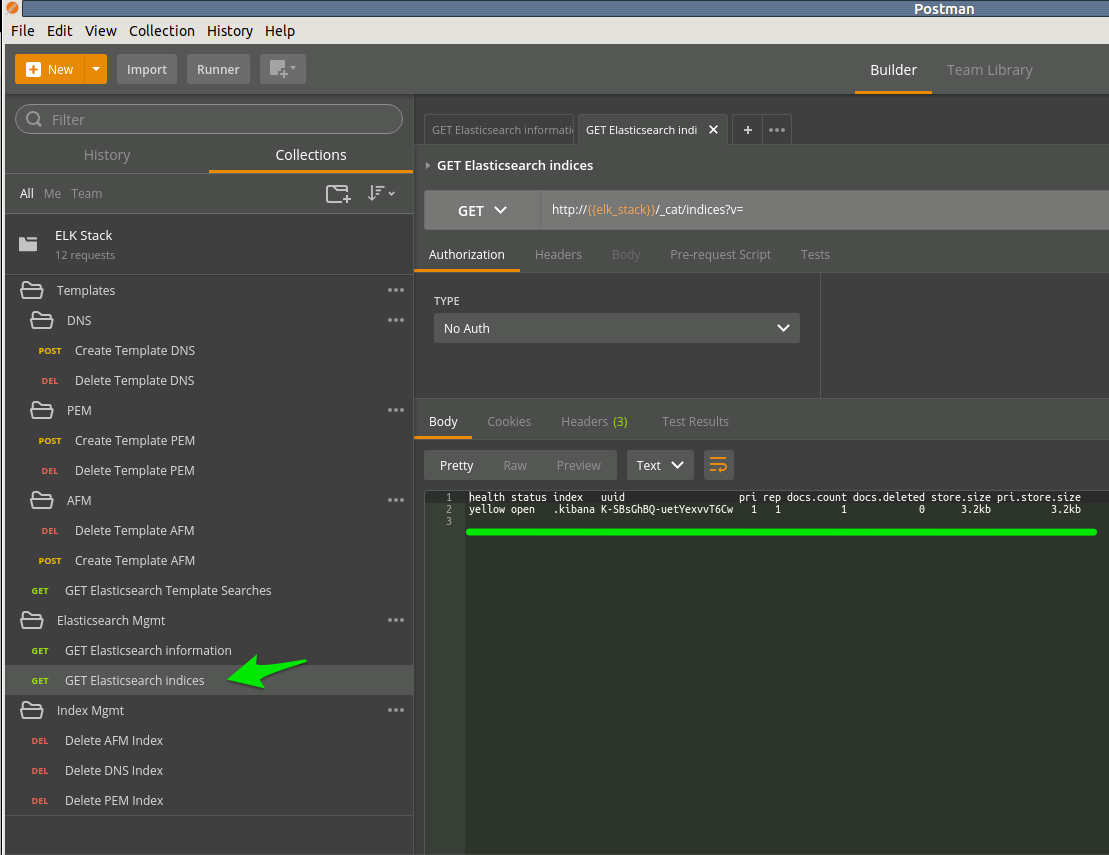 Postman
File Edit View Collection History Help
New Import Runner Builder Team Library
Filter
History Collections
All Me Team
ELK Stack
12 requests
Templates
DNS
POST Create Template DNS
DEL Delete Template DNS
PEM
POST Create Template PEM
DEL Delete Template PEM
AFM
DEL Delete Template AFM
POST Create Template AFM
GET Elasticsearch Template Searches
Elasticsearch Mgmt
GET Elasticsearch information
GET Elasticsearch indices
Index Mgmt
DEL Delete AFM Index
DEL Delete DNS Index
DEL Delete PEM Index
GET Elasticsearch informati GET Elasticsearch indi
GET Elasticsearch indices
GET http://{{elk_stack}}/_cat/indices?v=
Authorization Headers Body Pre-request Script Tests
TYPE
No Auth
Body Cookies Headers (3) Test Results
Pretty Raw Preview Text
1 health status index uuid pri rep docs.count docs.deleted store.size pri.store.size
2 yellow open .kibana K-SBsGhBQ-uetYexvvT6Cw 1 1 1 0 3.2kb 3.2kb
3